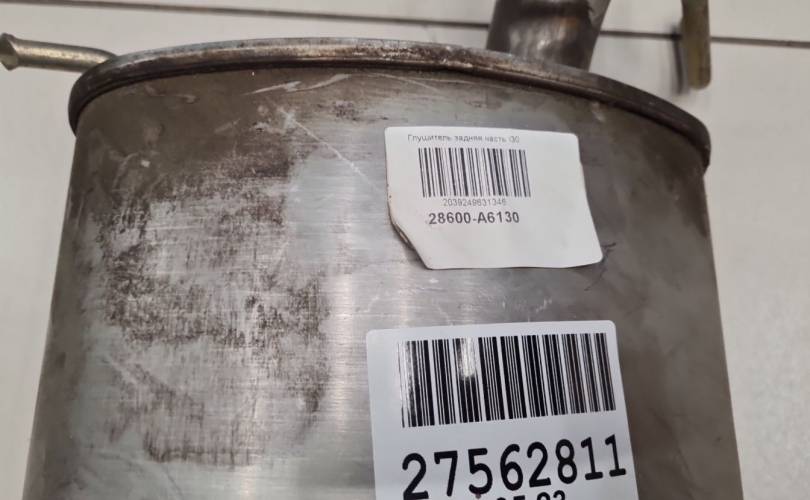 Глушитель задняя часть i30
2039249631346
28600-A6130
27562811